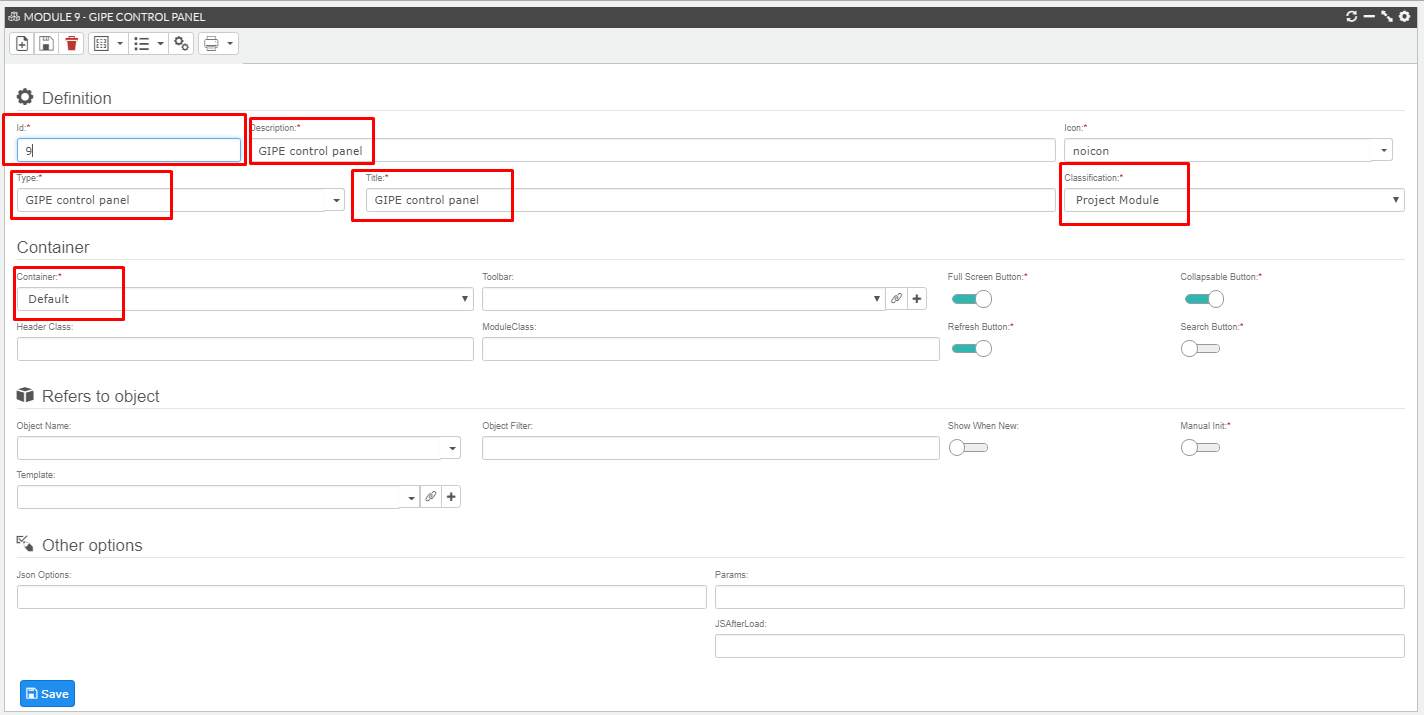 MODULE 9 - GIPE CONTROL PANEL
Definition
Id:* Description:* Icon:*
9 GIPE control panel noicon
Type:* Title:* Classification:*
GIPE control panel GIPE control panel Project Module
Container
Container:* Toolbar: Full Screen Button:* Collapsable Button:*
Default
Header Class: ModuleClass: Refresh Button:* Search Button:*
Refers to object
Object Name: Object Filter: Show When New: Manual Init:*
Template:
Other options
Json Options: Params:
JSAfterLoad:
Save